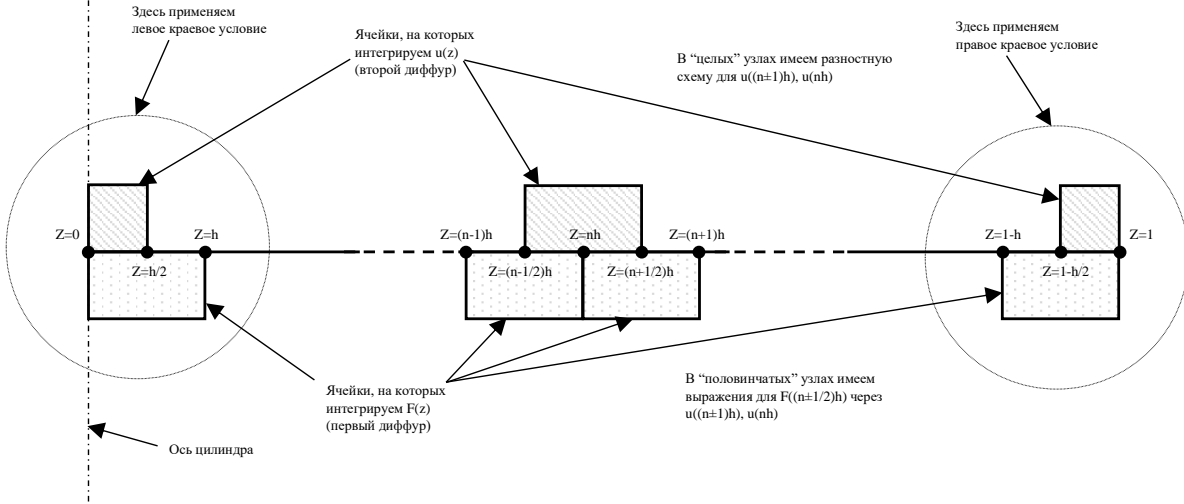 Здесь применяем
левое краевое условие
Ячейки, на которых
интегрируем u(z)
(второй диффур)
В “целых” узлах имеем разностную
схему для u((n±1)h), u(nh)
Здесь применяем
правое краевое условие
Z=0
Z=h
Z=(n-1)h
Z=nh
Z=(n+1)h
Z=1-h
Z=1
Z=h/2
Z=(n-1/2)h
Z=(n+1/2)h
Z=1-h/2
Ячейки, на которых
интегрируем F(z)
(первый диффур)
В “половинчатых” узлах имеем
выражения для F((n±1/2)h) через
u((n±1)h), u(nh)
Ось цилиндра